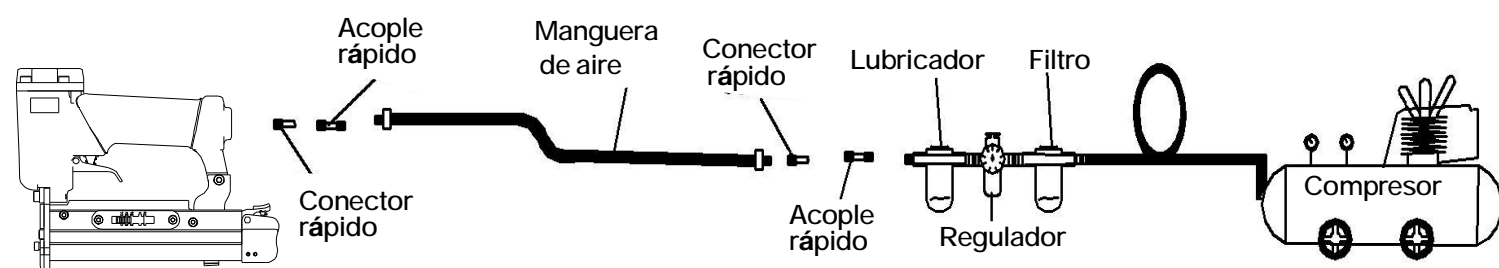 Acople
rápido
Manguera
de aire
Conector
rápido
Lubricador
Filtro
Compresor
Conector
rápido
Acople
rápido
Regulador